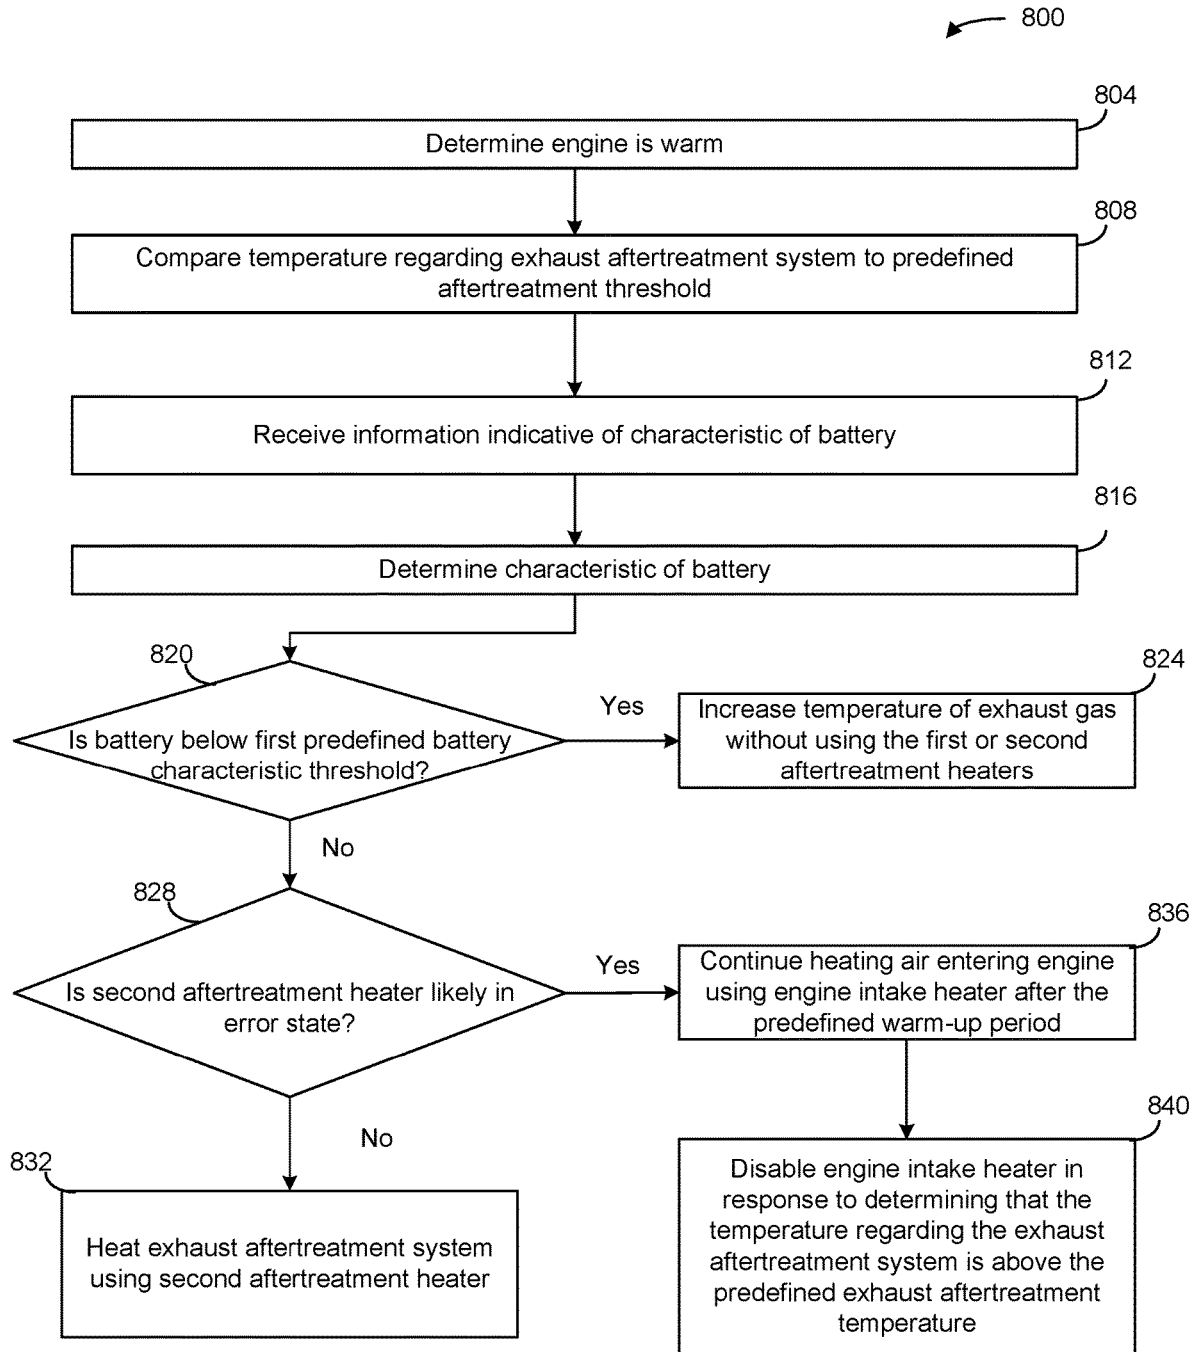 800
804
Determine engine is warm
808
Compare temperature regarding exhaust aftertreatment system to predefined
aftertreatment threshold
812
Receive information indicative of characteristic of battery
816
Determine characteristic of battery
820
Is battery below first predefined battery
characteristic threshold?
Yes
824
Increase temperature of exhaust gas
without using the first or second
aftertreatment heaters
No
828
Is second aftertreatment heater likely in
error state?
Yes
836
Continue heating air entering engine
using engine intake heater after the
predefined warm-up period
No
832
Heat exhaust aftertreatment system
using second aftertreatment heater
840
Disable engine intake heater in
response to determining that the
temperature regarding the exhaust
aftertreatment system is above the
predefined exhaust aftertreatment
temperature